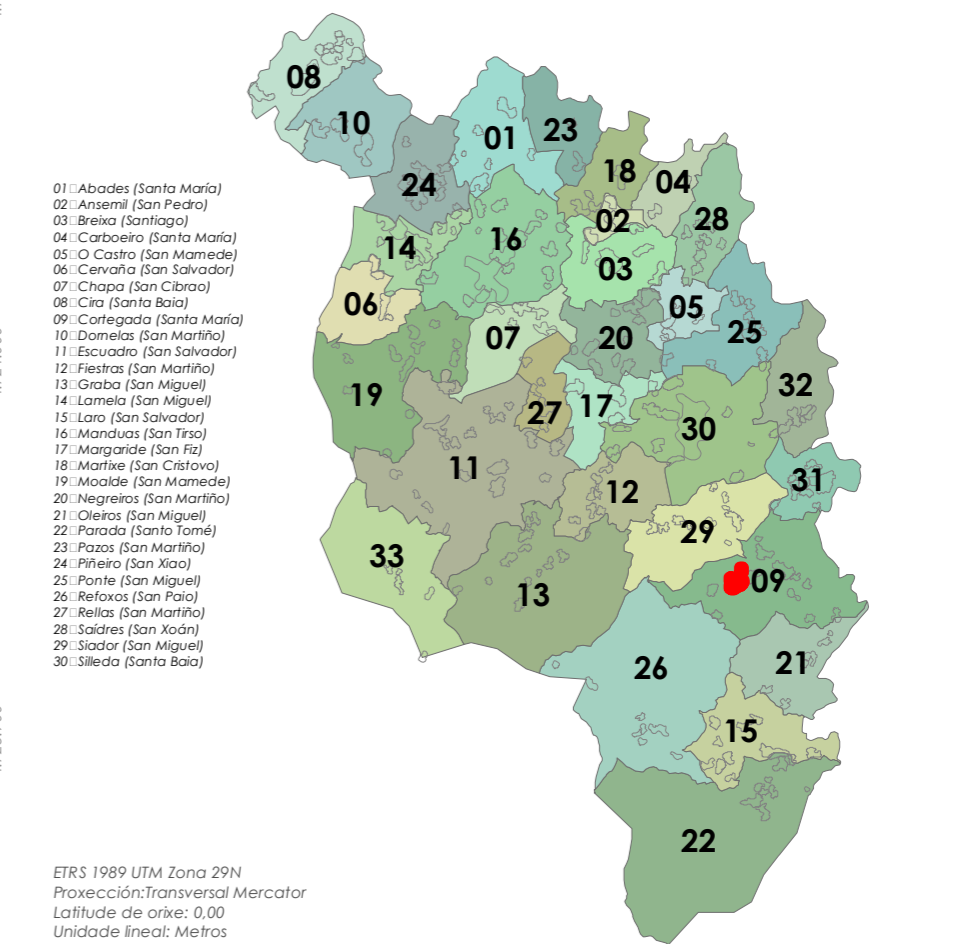 08
10
01
23
18
04
24
02
28
14
16
03
06
05
07
20
25
19
27
17
32
30
11
12
31
29
33
13
09
26
21
15
22
01 Abades (Santa María)
02 Ansemil (San Pedro)
03 Breixa (Santiago)
04 Carboeiro (Santa María)
05 O Castro (San Mamede)
06 Cervaña (San Salvador)
07 Chapa (San Cibrao)
08 Cira (Santa Baia)
09 Cortegada (Santa María)
10 Dornelas (San Martiño)
11 Escuadro (San Salvador)
12 Fiestras (San Martiño)
13 Graba (San Miguel)
14 Lamela (San Miguel)
15 Laro (San Salvador)
16 Manduas (San Tirso)
17 Margaride (San Fiz)
18 Martixe (San Cristovo)
19 Moalde (San Mamede)
20 Negreiros (San Martiño)
21 Oleiros (San Miguel)
22 Parada (Santo Tomé)
23 Pazos (San Martiño)
24 Piñeiro (San Xiao)
25 Ponte (San Miguel)
26 Refoxos (San Paio)
27 Rellas (San Martiño)
28 Saídres (San Xoán)
29 Siador (San Miguel)
30 Silleda (Santa Baia)
ETRS 1989 UTM Zona 29N
Proxección:Transversal Mercator
Latitude de orixe: 0,00
Unidade lineal: Metros